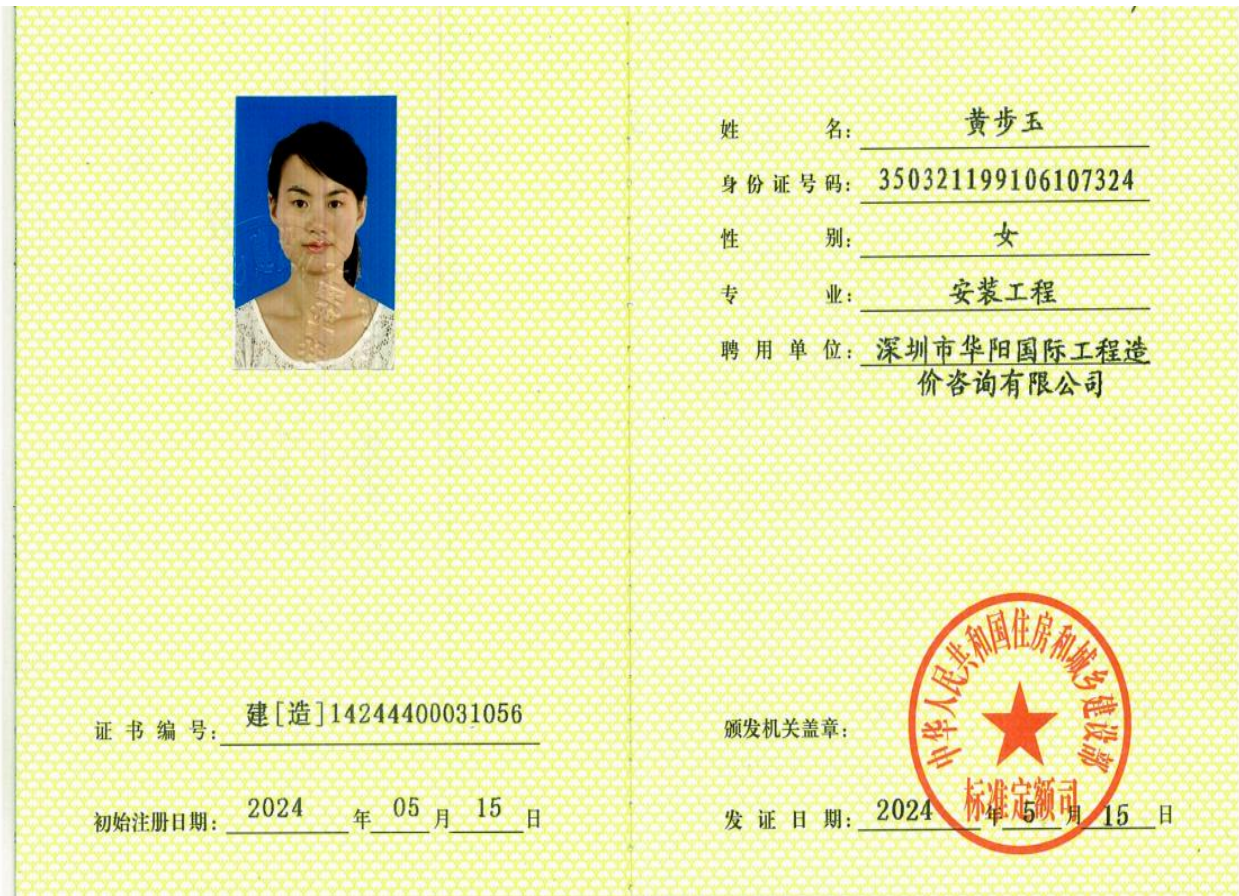 证书编号: 建[造]14244400031056
初始注册日期: 2024 年 05 月 15 日
姓名: 黄步玉
身份证号码: 350321199106107324
性别: 女
专业: 安装工程
聘用单位: 深圳市华阳国际工程造
价咨询有限公司
颁发机关盖章:
中华人民共和国住房和城乡建设部
标准定额司
发证日期: 2024 年 5 月 15 日